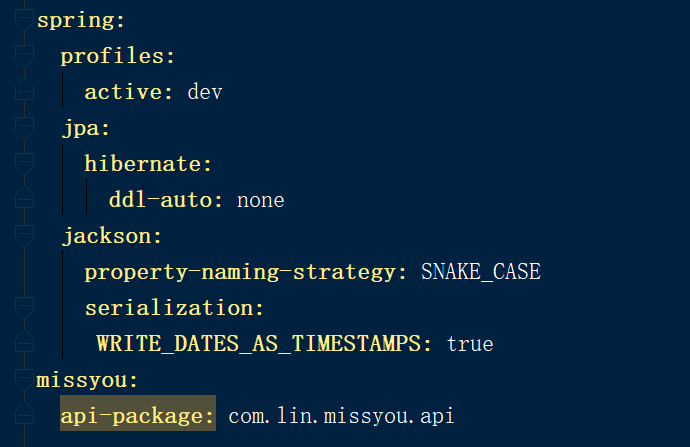 spring:
  profiles:
    active: dev
  jpa:
    hibernate:
      ddl-auto: none
  jackson:
    property-naming-strategy: SNAKE_CASE
    serialization:
     WRITE_DATES_AS_TIMESTAMPS: true
missyou:
  api-package: com.lin.missyou.api